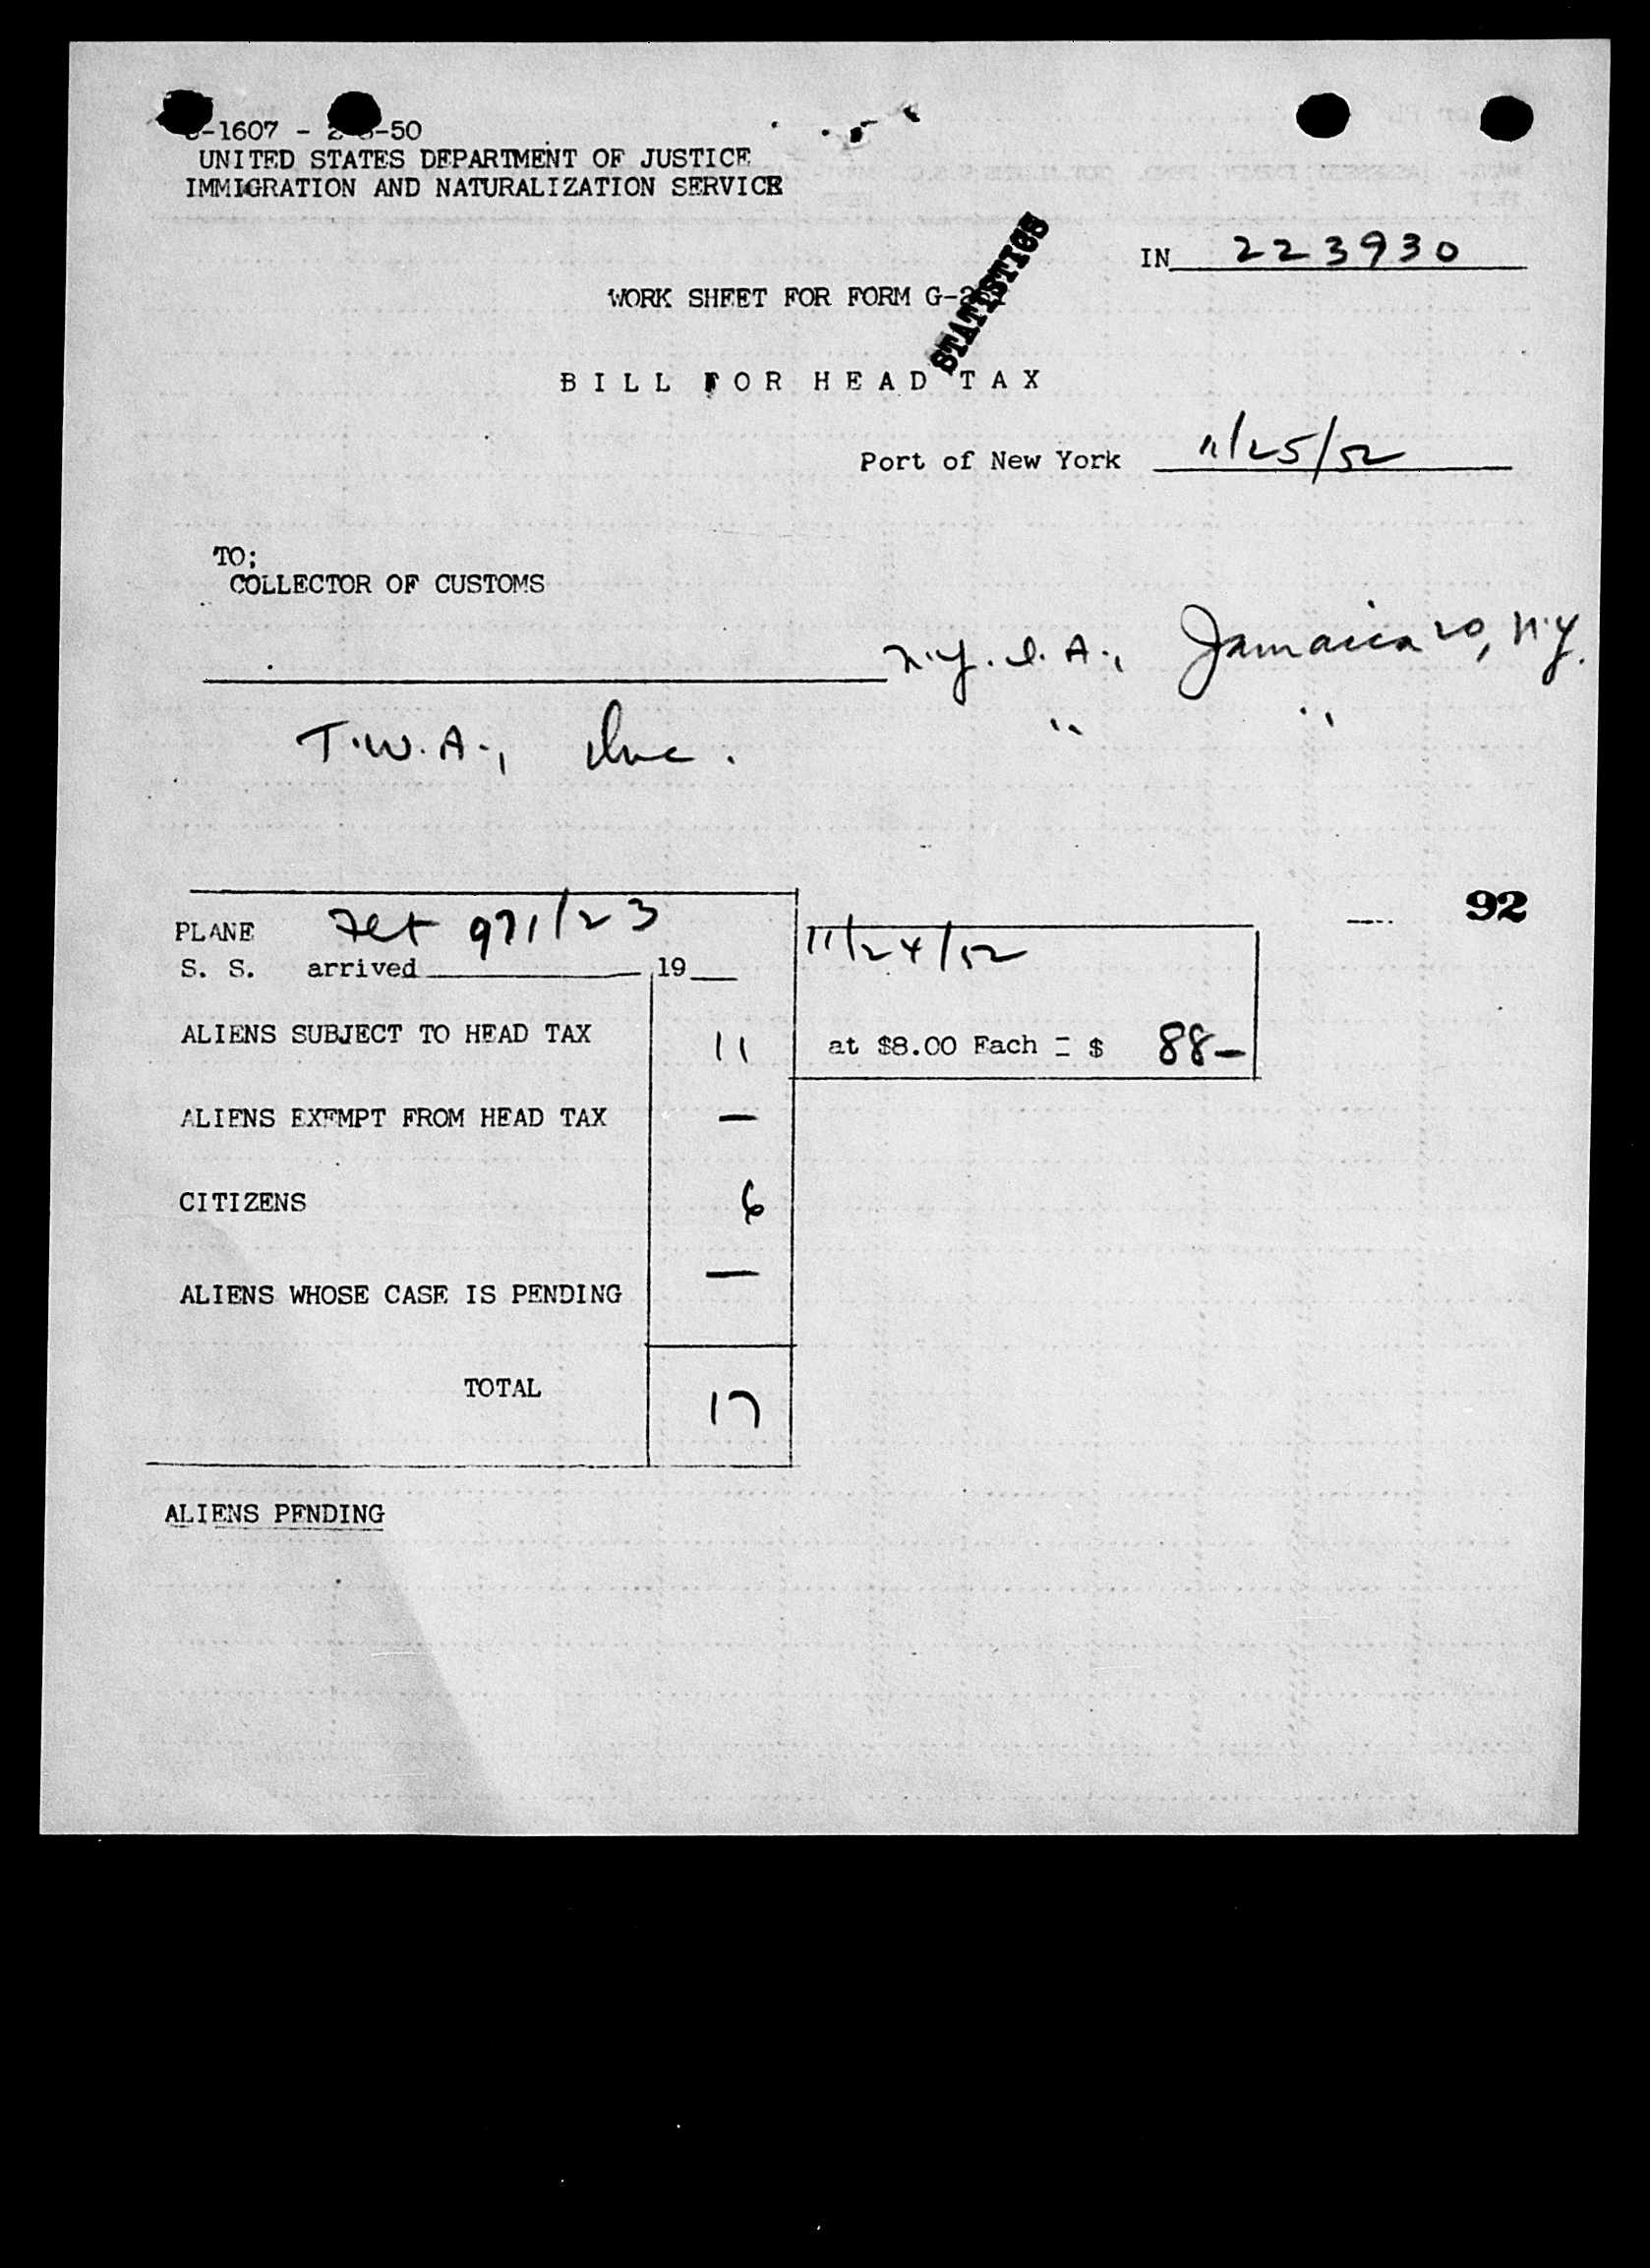 -1607 - 2 -50
UNITED STATES DEPARTMENT OF JUSTICE
IMMIGRATION AND NATURALIZATION SERVICE
IN 223930
WORK SHEET FOR FORM
STATISTICS
BILL FOR HEAD TAX
Port of New York 11/25/52
TO;
COLLECTOR OF CUSTOMS
N.Y.I.A., Jamaica 20, N.Y.
T.W.A., Inc. " "
92
PLANE Flt 971/23
11/24/52
S. S. arrived 19
ALIENS SUBJECT TO HEAD TAX 11 at $8.00 Each = $ 88—
ALIENS EXEMPT FROM HEAD TAX —
CITIZENS 6
ALIENS WHOSE CASE IS PENDING —
TOTAL 17
ALIENS PENDING